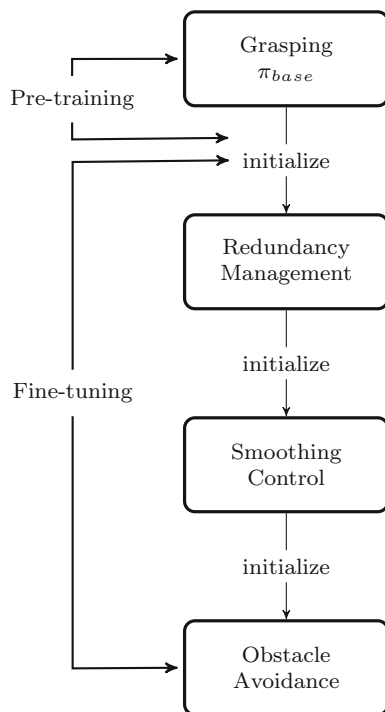 Grasping
π_base
Pre-training
initialize
Redundancy
Management
initialize
Fine-tuning
Smoothing
Control
initialize
Obstacle
Avoidance